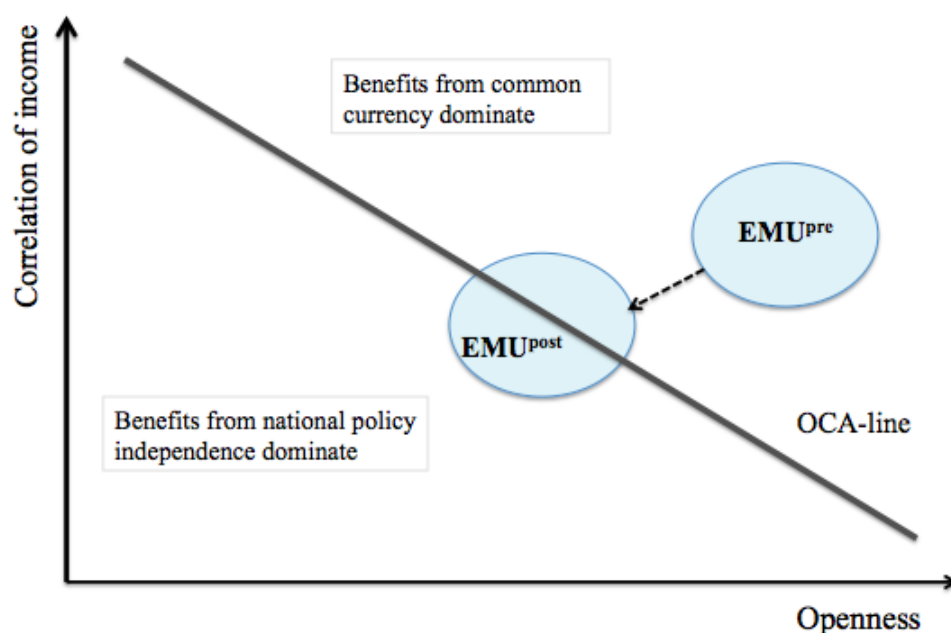 Correlation of income
Benefits from common
currency dominate
EMUpre
EMUpost
Benefits from national policy
independence dominate
OCA-line
Openness